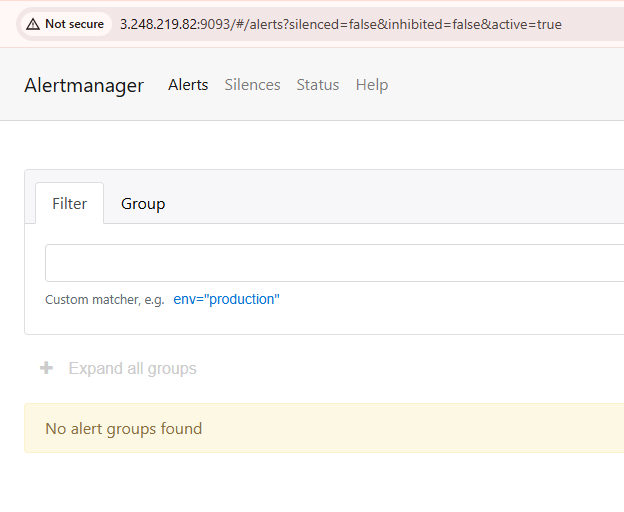 Not secure 3.248.219.82:9093/#/alerts?silenced=false&inhibited=false&active=true
Alertmanager Alerts Silences Status Help
Filter Group
Custom matcher, e.g. env="production"
+ Expand all groups
No alert groups found